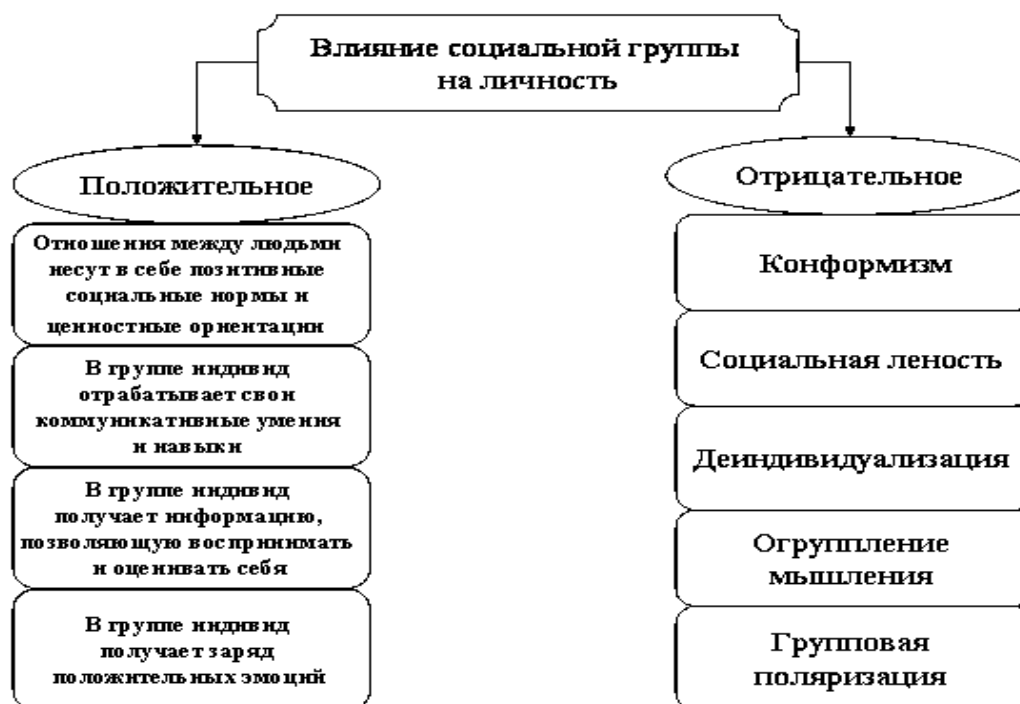 Влияние социальной группы
на личность
Положительное
Отношения между людьми
несут в себе позитивные
социальные нормы и
ценностные ориентации
В группе индивид
отрабатывает свои
коммуникативные умения
и навыки
В группе индивид
получает информацию,
позволяющую воспринимать
и оценивать себя
В группе индивид
получает заряд
положительных эмоций
Отрицательное
Конформизм
Социальная леность
Деиндивидуализация
Огруппление
мышления
Групповая
поляризация